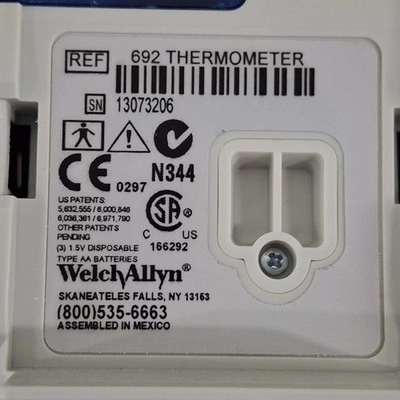 REF 692 THERMOMETER
SN 13073206
CE 0297 N344
US PATENTS:
5,632,555 / 6,000,846
6,036,361 / 6,971,790
OTHER PATENTS
PENDING
(3) 1.5V DISPOSABLE
TYPE AA BATTERIES
SA ®
C US
166292
WelchAllyn®
SKANEATELES FALLS, NY 13153
(800)535-6663
ASSEMBLED IN MEXICO